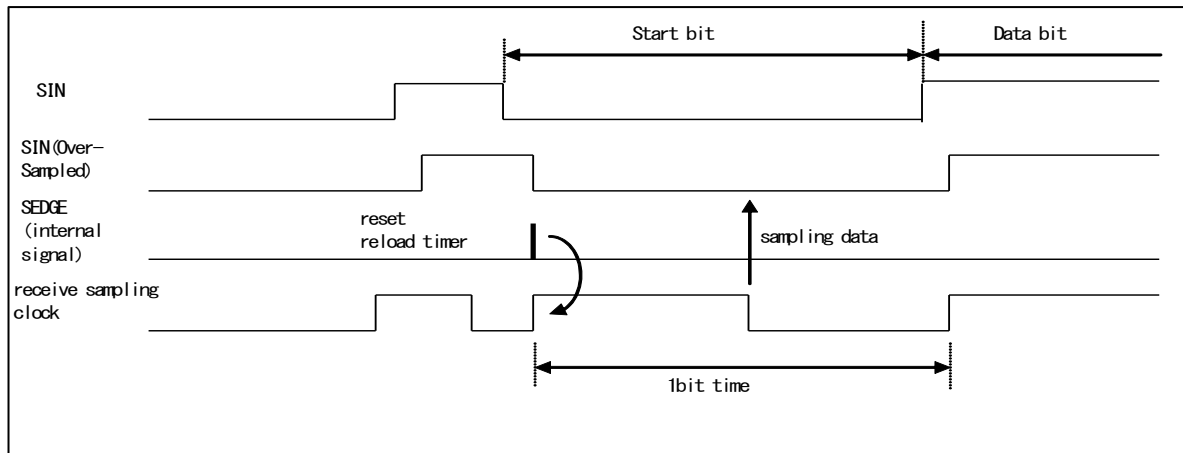 Start bit
Data bit
SIN
SIN(Over-
Sampled)
SEDGE
(internal
signal)
reset
reload timer
sampling data
receive sampling
clock
1bit time